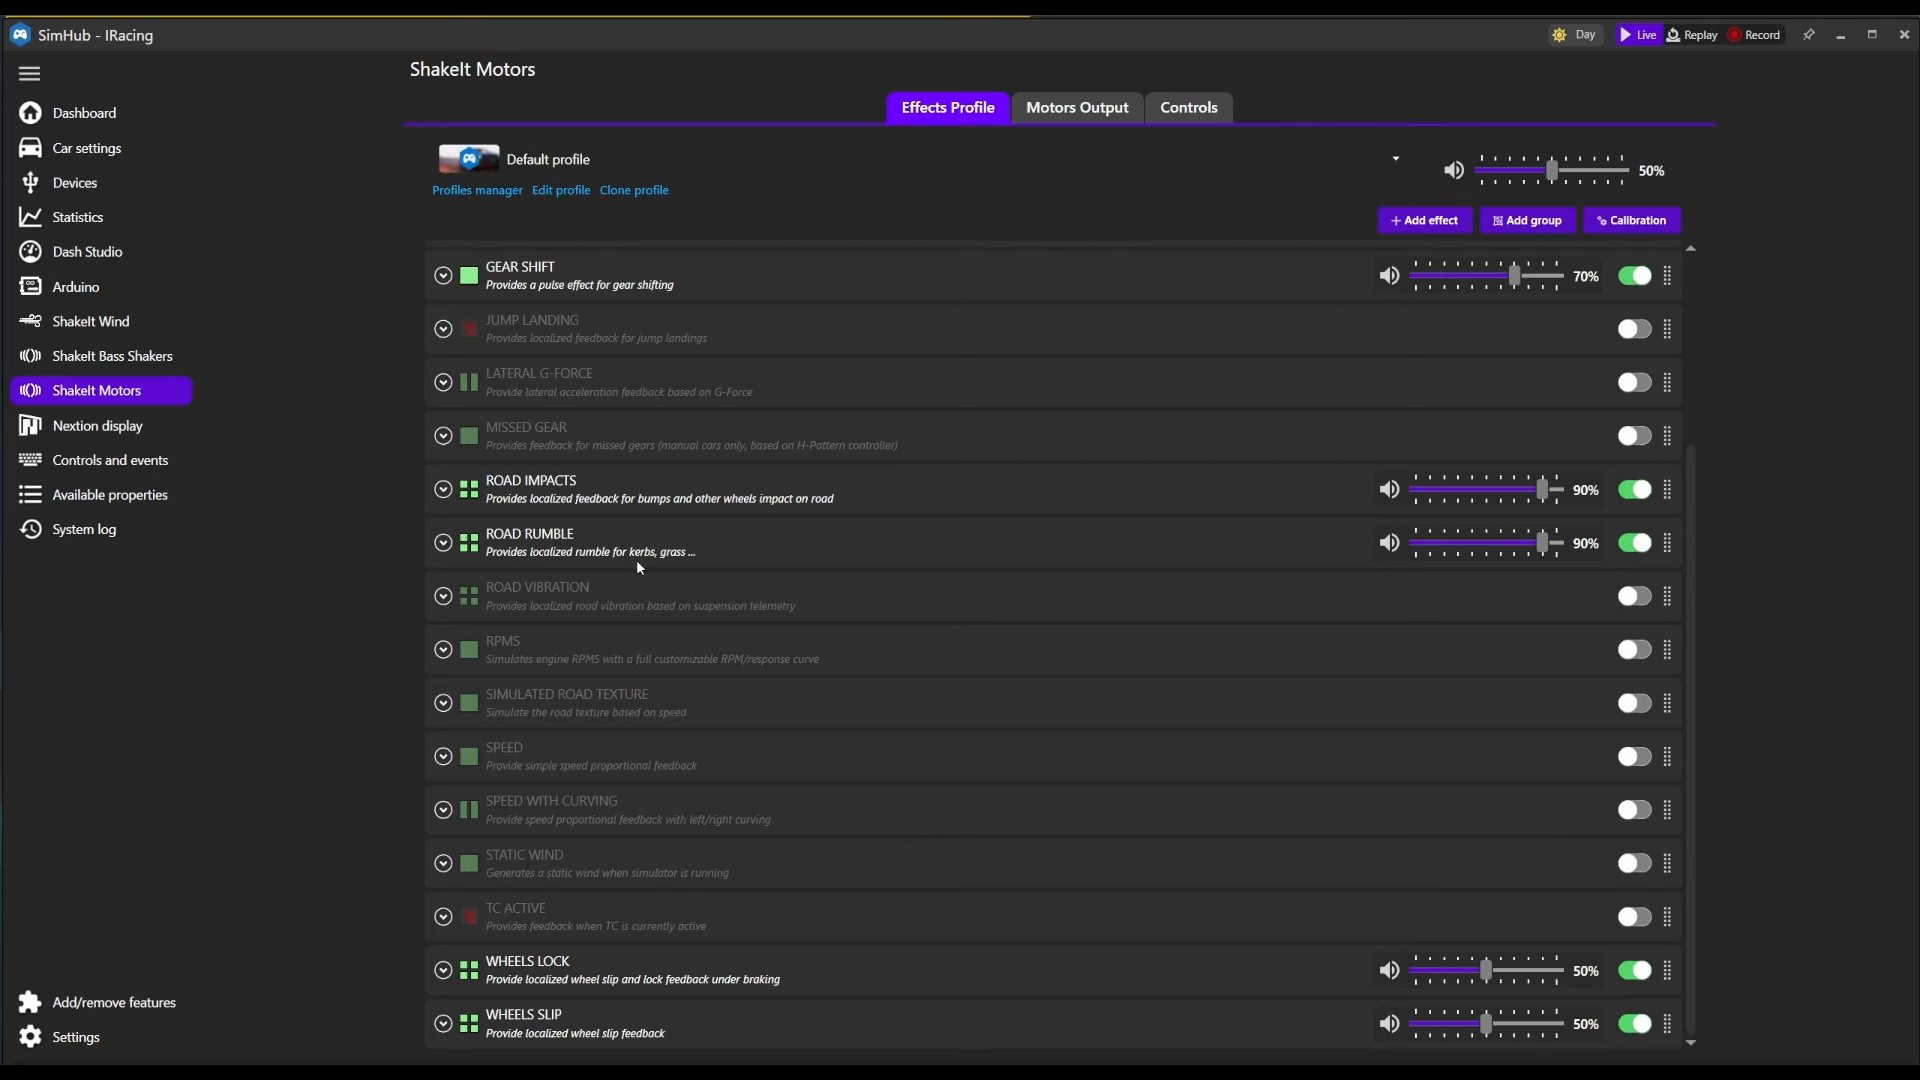 SimHub - IRacing
Day
Live
Replay
Record
ShakeIt Motors
Effects Profile
Motors Output
Controls
Dashboard
Car settings
Devices
Statistics
Dash Studio
Arduino
ShakeIt Wind
ShakeIt Bass Shakers
ShakeIt Motors
Nextion display
Controls and events
Available properties
System log
Add/remove features
Settings
Default profile
50%
Profiles manager Edit profile Clone profile
+ Add effect
Add group
Calibration
GEAR SHIFT
Provides a pulse effect for gear shifting
70%
JUMP LANDING
Provides localized feedback for jump landings
LATERAL G-FORCE
Provide lateral acceleration feedback based on G-Force
MISSED GEAR
Provides feedback for missed gears (manual cars only, based on H-Pattern controller)
ROAD IMPACTS
Provides localized feedback for bumps and other wheels impact on road
90%
ROAD RUMBLE
Provides localized rumble for kerbs, grass ...
90%
ROAD VIBRATION
Provides localized road vibration based on suspension telemetry
RPMS
Simulates engine RPMS with a full customizable RPM/response curve
SIMULATED ROAD TEXTURE
Simulate the road texture based on speed
SPEED
Provide simple speed proportional feedback
SPEED WITH CURVING
Provide speed proportional feedback with left/right curving
STATIC WIND
Generates a static wind when simulator is running
TC ACTIVE
Provides feedback when TC is currently active
WHEELS LOCK
Provide localized wheel slip and lock feedback under braking
50%
WHEELS SLIP
Provide localized wheel slip feedback
50%